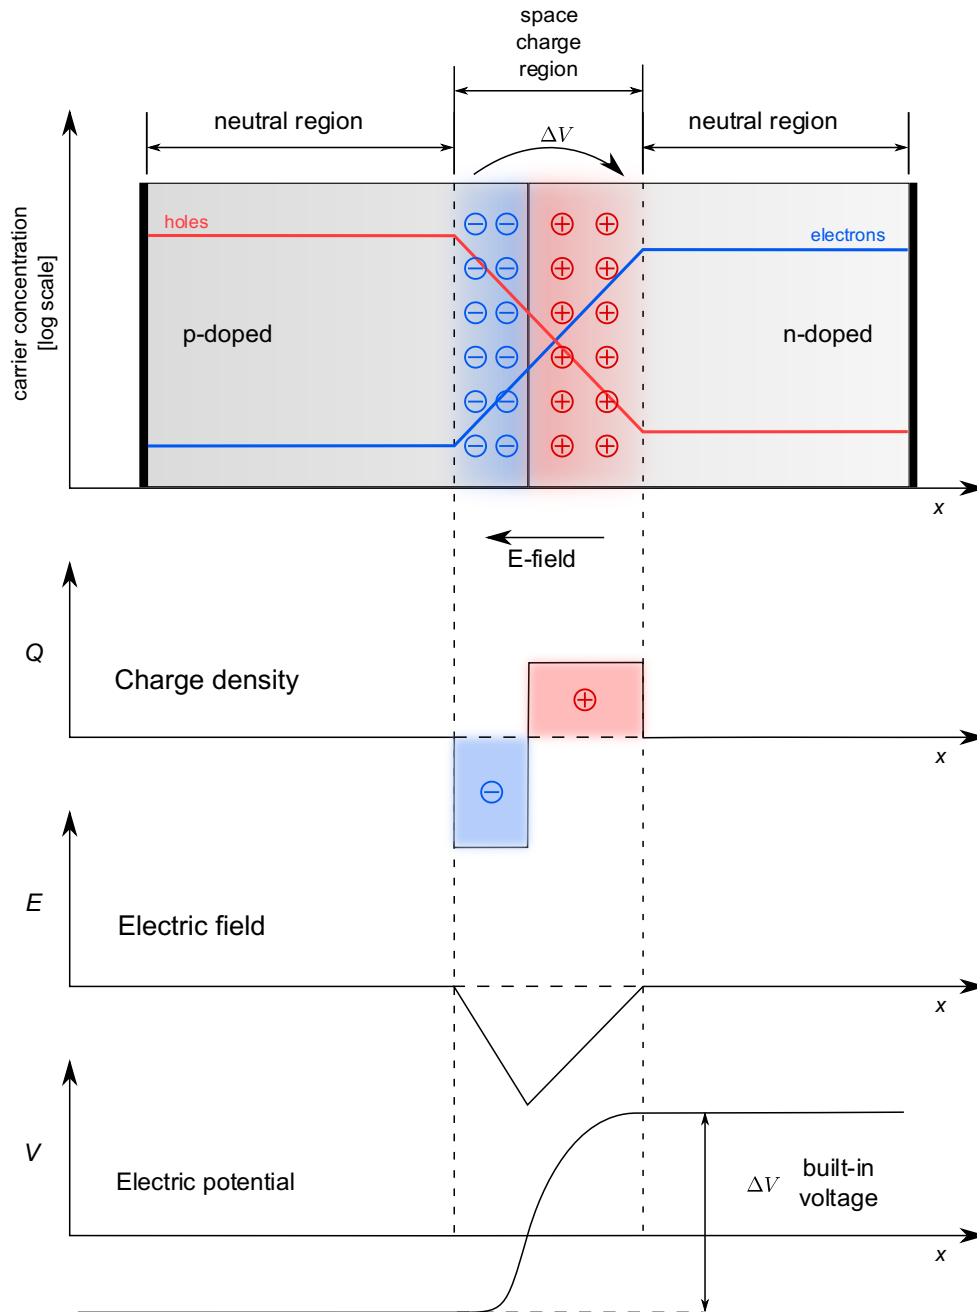 space
charge
region
neutral region
neutral region
ΔV
holes
electrons
carrier concentration
[log scale]
p-doped
n-doped
x
E-field
Q
Charge density
x
E
Electric field
x
V
Electric potential
ΔV
built-in
voltage
x